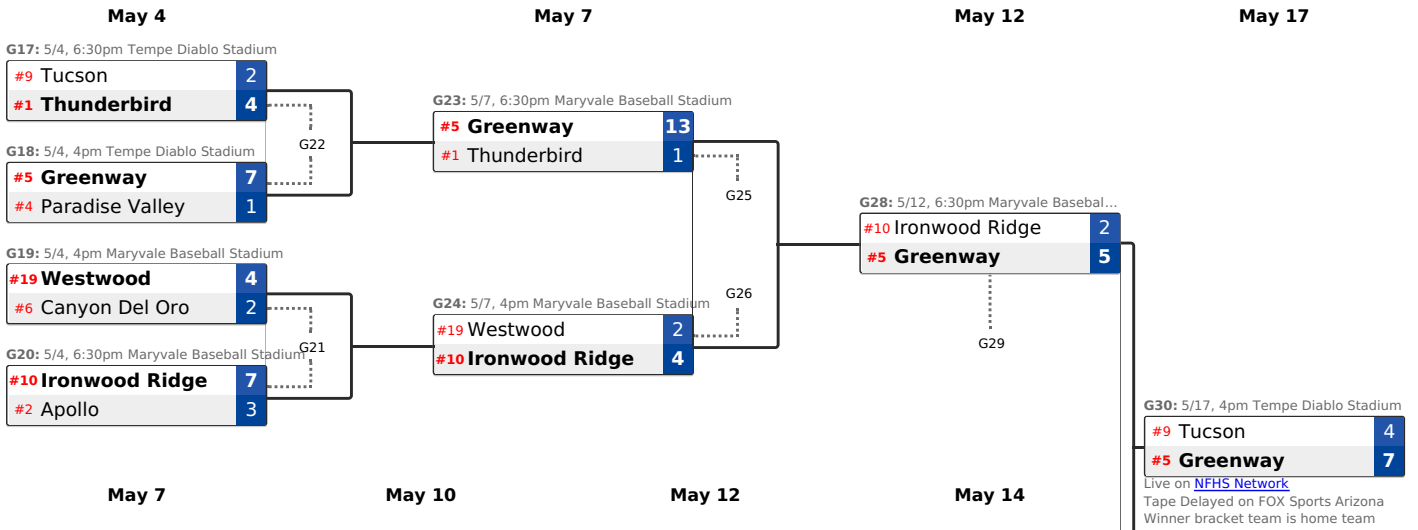 May 4
May 7
May 12
May 17
G17: 5/4, 6:30pm Tempe Diablo Stadium
#9 Tucson 2
#1 Thunderbird 4
G22
G18: 5/4, 4pm Tempe Diablo Stadium
#5 Greenway 7
#4 Paradise Valley 1
G19: 5/4, 4pm Maryvale Baseball Stadium
#19 Westwood 4
#6 Canyon Del Oro 2
G21
G20: 5/4, 6:30pm Maryvale Baseball Stadium
#10 Ironwood Ridge 7
#2 Apollo 3
G23: 5/7, 6:30pm Maryvale Baseball Stadium
#5 Greenway 13
#1 Thunderbird 1
G25
G26
G24: 5/7, 4pm Maryvale Baseball Stadium
#19 Westwood 2
#10 Ironwood Ridge 4
G28: 5/12, 6:30pm Maryvale Basebal...
#10 Ironwood Ridge 2
#5 Greenway 5
G29
G30: 5/17, 4pm Tempe Diablo Stadium
#9 Tucson 4
#5 Greenway 7
Live on NFHS Network
Tape Delayed on FOX Sports Arizona
Winner bracket team is home team
May 7
May 10
May 12
May 14